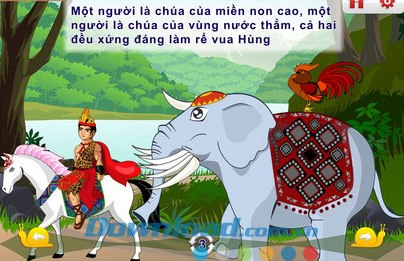 Một người là chúa của miền non cao, một
người là chúa của vùng nước thẳm, cả hai
đều xứng đáng làm rể vua Hùng
Download.com.vn
3